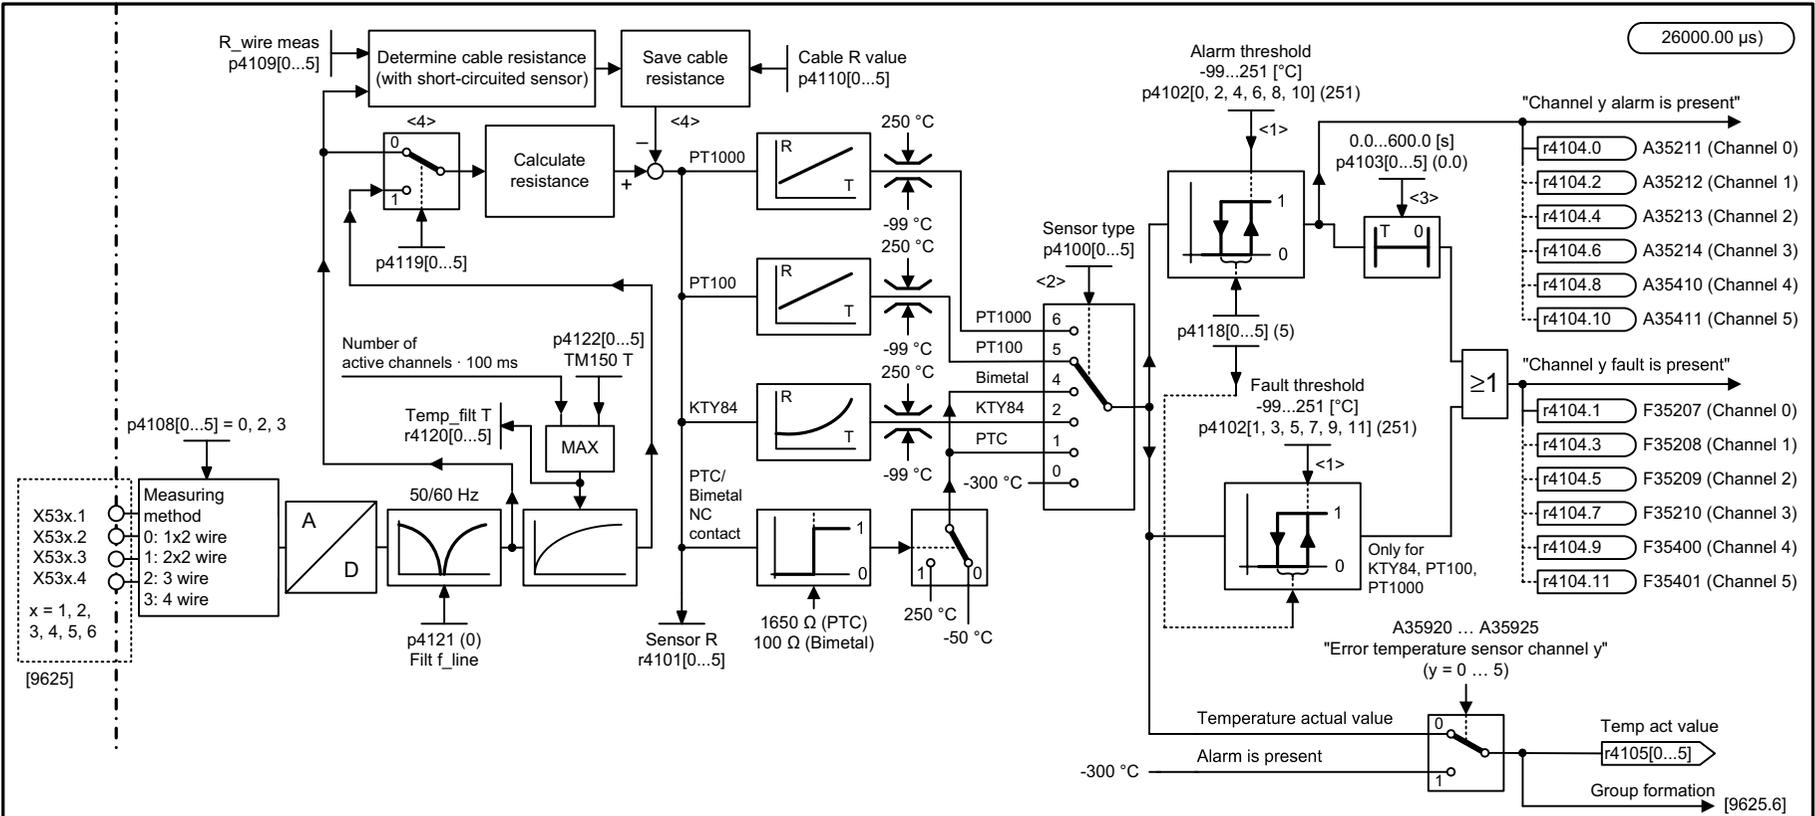 26000.00 µs)
R_wire meas
p4109[0...5]
Determine cable resistance
(with short-circuited sensor)
Save cable
resistance
Cable R value
p4110[0...5]
<4>
<4>
0
1
p4119[0...5]
Calculate
resistance
–
+
PT1000
R
T
250 °C
-99 °C
PT100
R
T
250 °C
-99 °C
KTY84
R
T
250 °C
-99 °C
PTC/
Bimetal
NC
contact
1
0
1650 Ω (PTC)
100 Ω (Bimetal)
1
0
250 °C
-50 °C
Sensor R
r4101[0...5]
Number of
active channels · 100 ms
p4122[0...5]
TM150 T
Temp_filt T
r4120[0...5]
MAX
p4108[0...5] = 0, 2, 3
X53x.1
X53x.2
X53x.3
X53x.4
x = 1, 2,
3, 4, 5, 6
[9625]
Measuring
method
0: 1x2 wire
1: 2x2 wire
2: 3 wire
3: 4 wire
A
D
50/60 Hz
p4121 (0)
Filt f_line
Sensor type
p4100[0...5]
<2>
PT1000
6
PT100
5
Bimetal
4
KTY84
2
PTC
1
-300 °C
0
Alarm threshold
-99...251 [°C]
p4102[0, 2, 4, 6, 8, 10] (251)
<1>
1
0
p4118[0...5] (5)
0.0...600.0 [s]
p4103[0...5] (0.0)
<3>
T
0
Fault threshold
-99...251 [°C]
p4102[1, 3, 5, 7, 9, 11] (251)
<1>
1
0
Only for
KTY84, PT100,
PT1000
≥1
"Channel y alarm is present"
r4104.0 A35211 (Channel 0)
r4104.2 A35212 (Channel 1)
r4104.4 A35213 (Channel 2)
r4104.6 A35214 (Channel 3)
r4104.8 A35410 (Channel 4)
r4104.10 A35411 (Channel 5)
"Channel y fault is present"
r4104.1 F35207 (Channel 0)
r4104.3 F35208 (Channel 1)
r4104.5 F35209 (Channel 2)
r4104.7 F35210 (Channel 3)
r4104.9 F35400 (Channel 4)
r4104.11 F35401 (Channel 5)
A35920 ... A35925
"Error temperature sensor channel y"
(y = 0 ... 5)
Temperature actual value
0
Alarm is present
-300 °C
1
Temp act value
r4105[0...5]
Group formation
[9625.6]